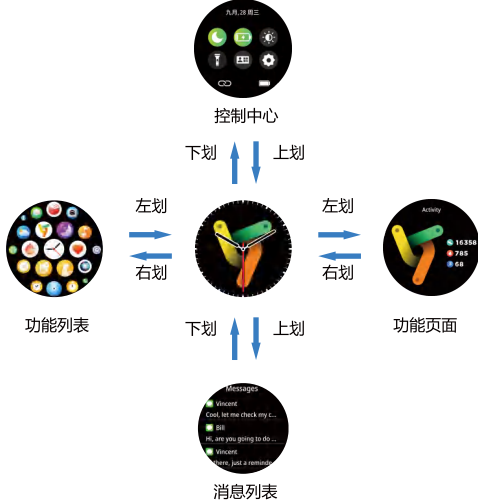 九月, 28 周三
控制中心
下划
上划
左划
左划
右划
右划
Activity
16358
785
68
功能列表
功能页面
下划
上划
Messages
Vincent
Cool, let me check my c...
Bill
Hi, are you going to do ...
Vincent
there, just a reminde
消息列表